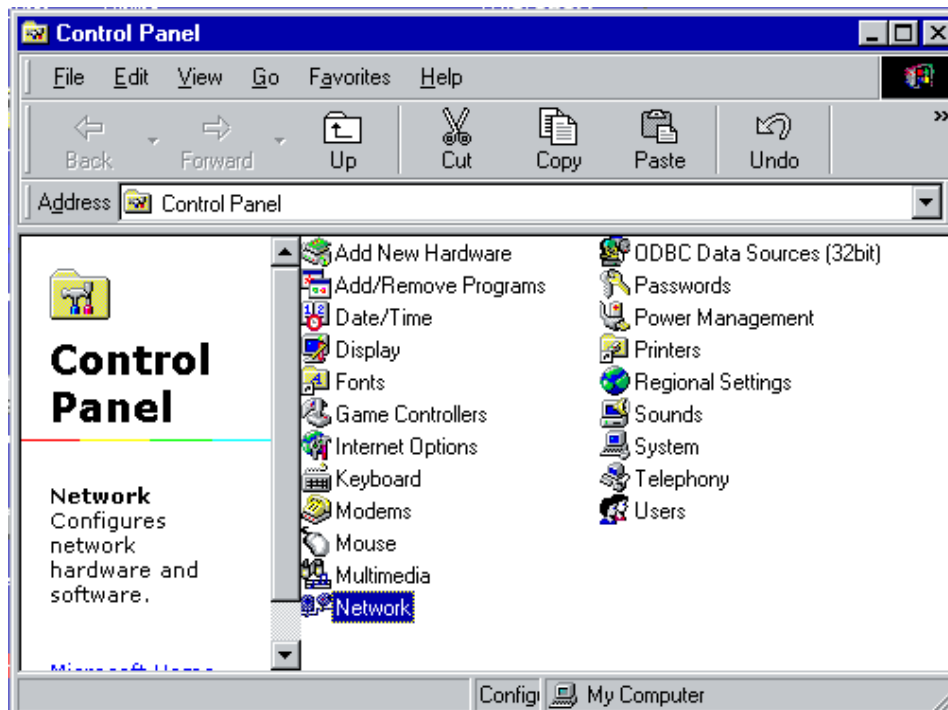 Control Panel
File Edit View Go Favorites Help
Back Forward Up Cut Copy Paste Undo »
Address Control Panel
Control
Panel
Network
Configures
network
hardware and
software.
Add New Hardware
Add/Remove Programs
Date/Time
Display
Fonts
Game Controllers
Internet Options
Keyboard
Modems
Mouse
Multimedia
Network
ODBC Data Sources (32bit)
Passwords
Power Management
Printers
Regional Settings
Sounds
System
Telephony
Users
Microsoft Home
Config My Computer